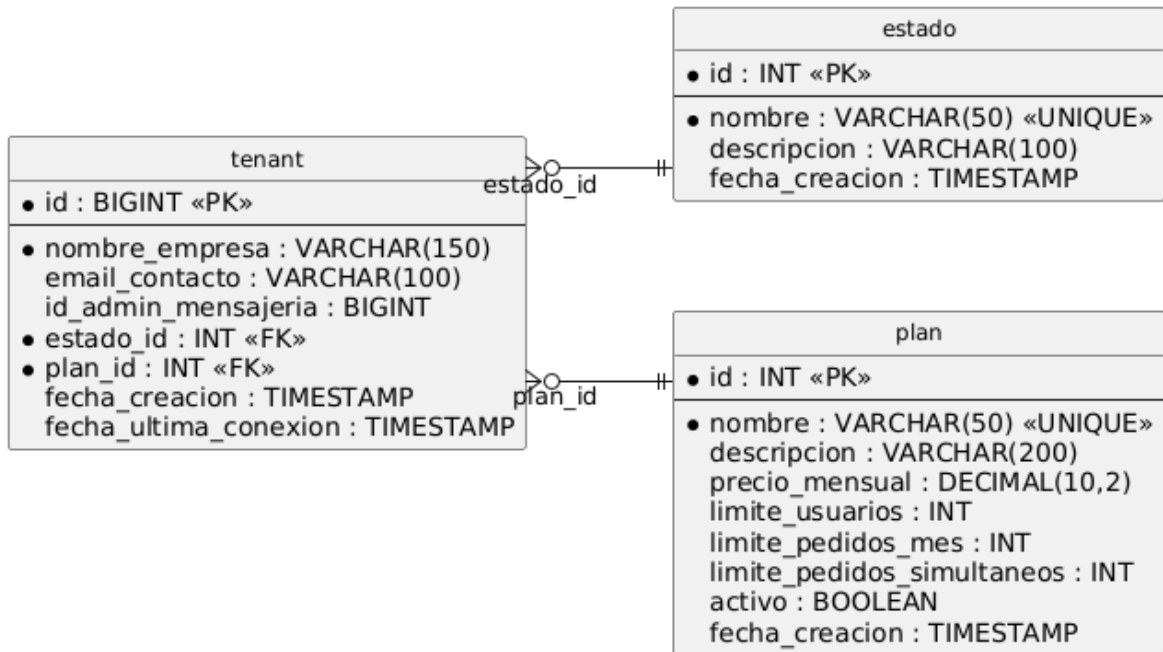 estado
id : INT «PK»
nombre : VARCHAR(50) «UNIQUE»
descripcion : VARCHAR(100)
fecha_creacion : TIMESTAMP
tenant
id : BIGINT «PK»
nombre_empresa : VARCHAR(150)
email_contacto : VARCHAR(100)
id_admin_mensajeria : BIGINT
estado_id : INT «FK»
plan_id : INT «FK»
fecha_creacion : TIMESTAMP
fecha_ultima_conexion : TIMESTAMP
estado_id
plan_id
plan
id : INT «PK»
nombre : VARCHAR(50) «UNIQUE»
descripcion : VARCHAR(200)
precio_mensual : DECIMAL(10,2)
limite_usuarios : INT
limite_pedidos_mes : INT
limite_pedidos_simultaneos : INT
activo : BOOLEAN
fecha_creacion : TIMESTAMP